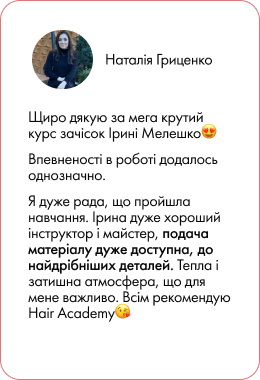 Наталія Гриценко
Щиро дякую за мега крутий
курс зачісок Ірині Мелешко😍
Впевненості в роботі додалось
однозначно.
Я дуже рада, що пройшла
навчання. Ірина дуже хороший
інструктор і майстер, подача
матеріалу дуже доступна, до
найдрібніших деталей. Тепла і
затишна атмосфера, що для
мене важливо. Всім рекомендую
Hair Academy😘